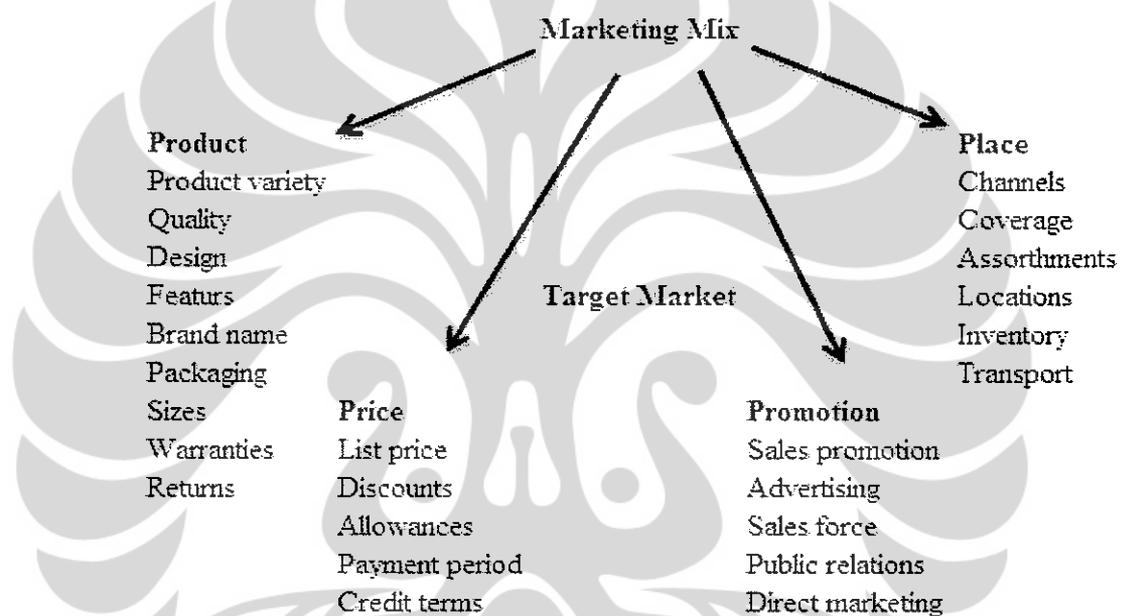 Marketing Mix
Product
Product variety
Quality
Design
Featurs
Brand name
Packaging
Sizes
Warranties
Returns
Target Market
Price
List price
Discounts
Allowances
Payment period
Credit terms
Promotion
Sales promotion
Advertising
Sales force
Public relations
Direct marketing
Place
Channels
Coverage
Assorthments
Locations
Inventory
Transport